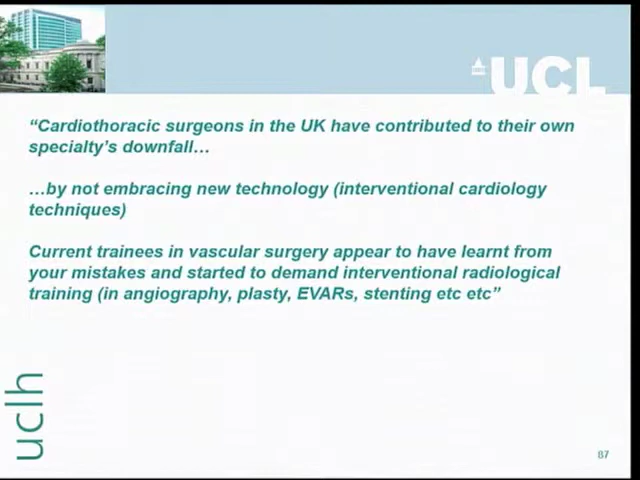 UCL
“Cardiothoracic surgeons in the UK have contributed to their own
specialty’s downfall…
…by not embracing new technology (interventional cardiology
techniques)
Current trainees in vascular surgery appear to have learnt from
your mistakes and started to demand interventional radiological
training (in angiography, plasty, EVARs, stenting etc etc”
uclh
87